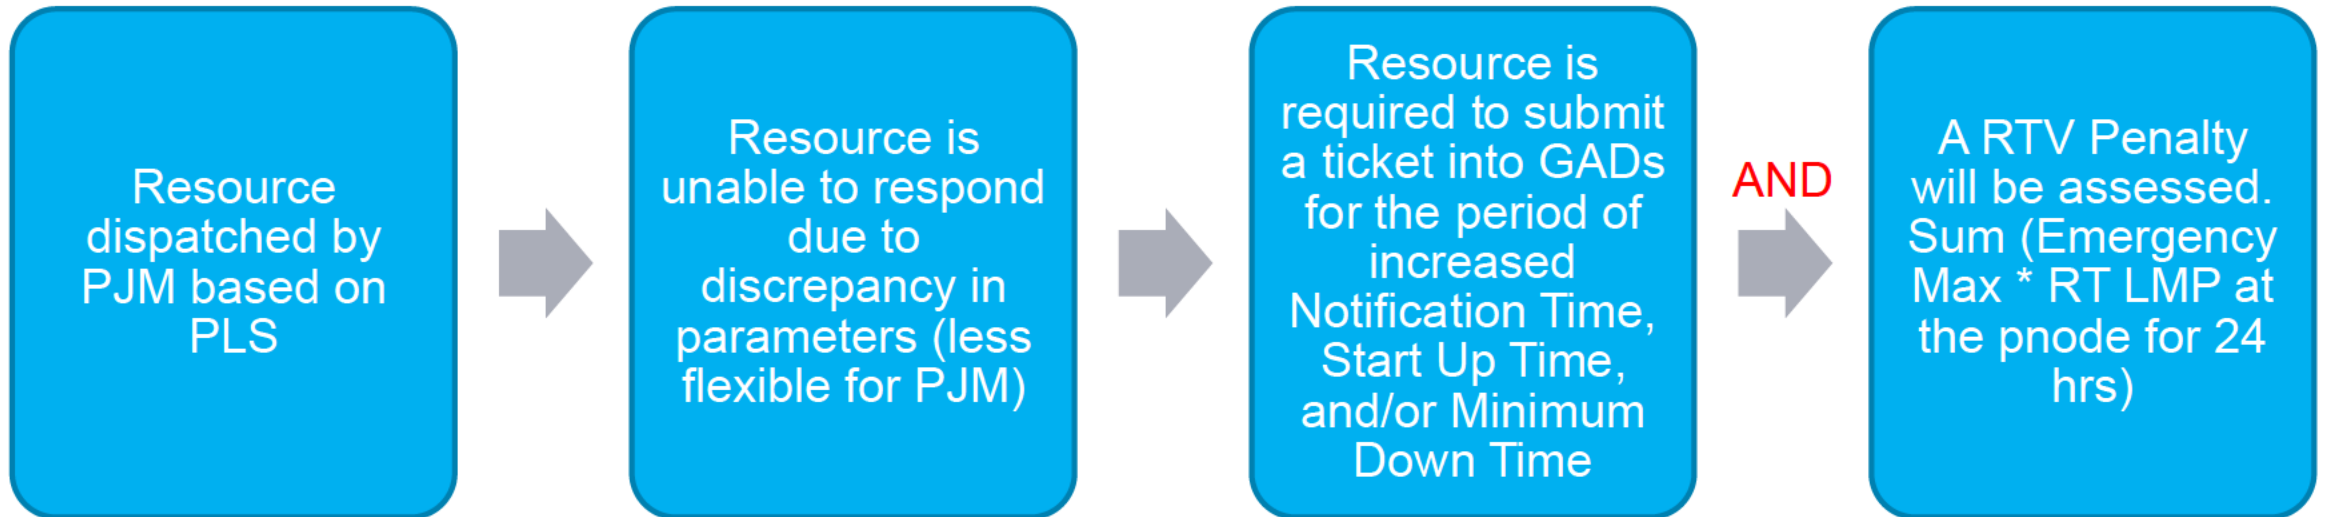 Resource
dispatched by
PJM based on
PLS
Resource is
unable to respond
due to
discrepancy in
parameters (less
flexible for PJM)
Resource is
required to submit
a ticket into GADs
for the period of
increased
Notification Time,
Start Up Time,
and/or Minimum
Down Time
AND
A RTV Penalty
will be assessed.
Sum (Emergency
Max * RT LMP at
the pnode for 24
hrs)